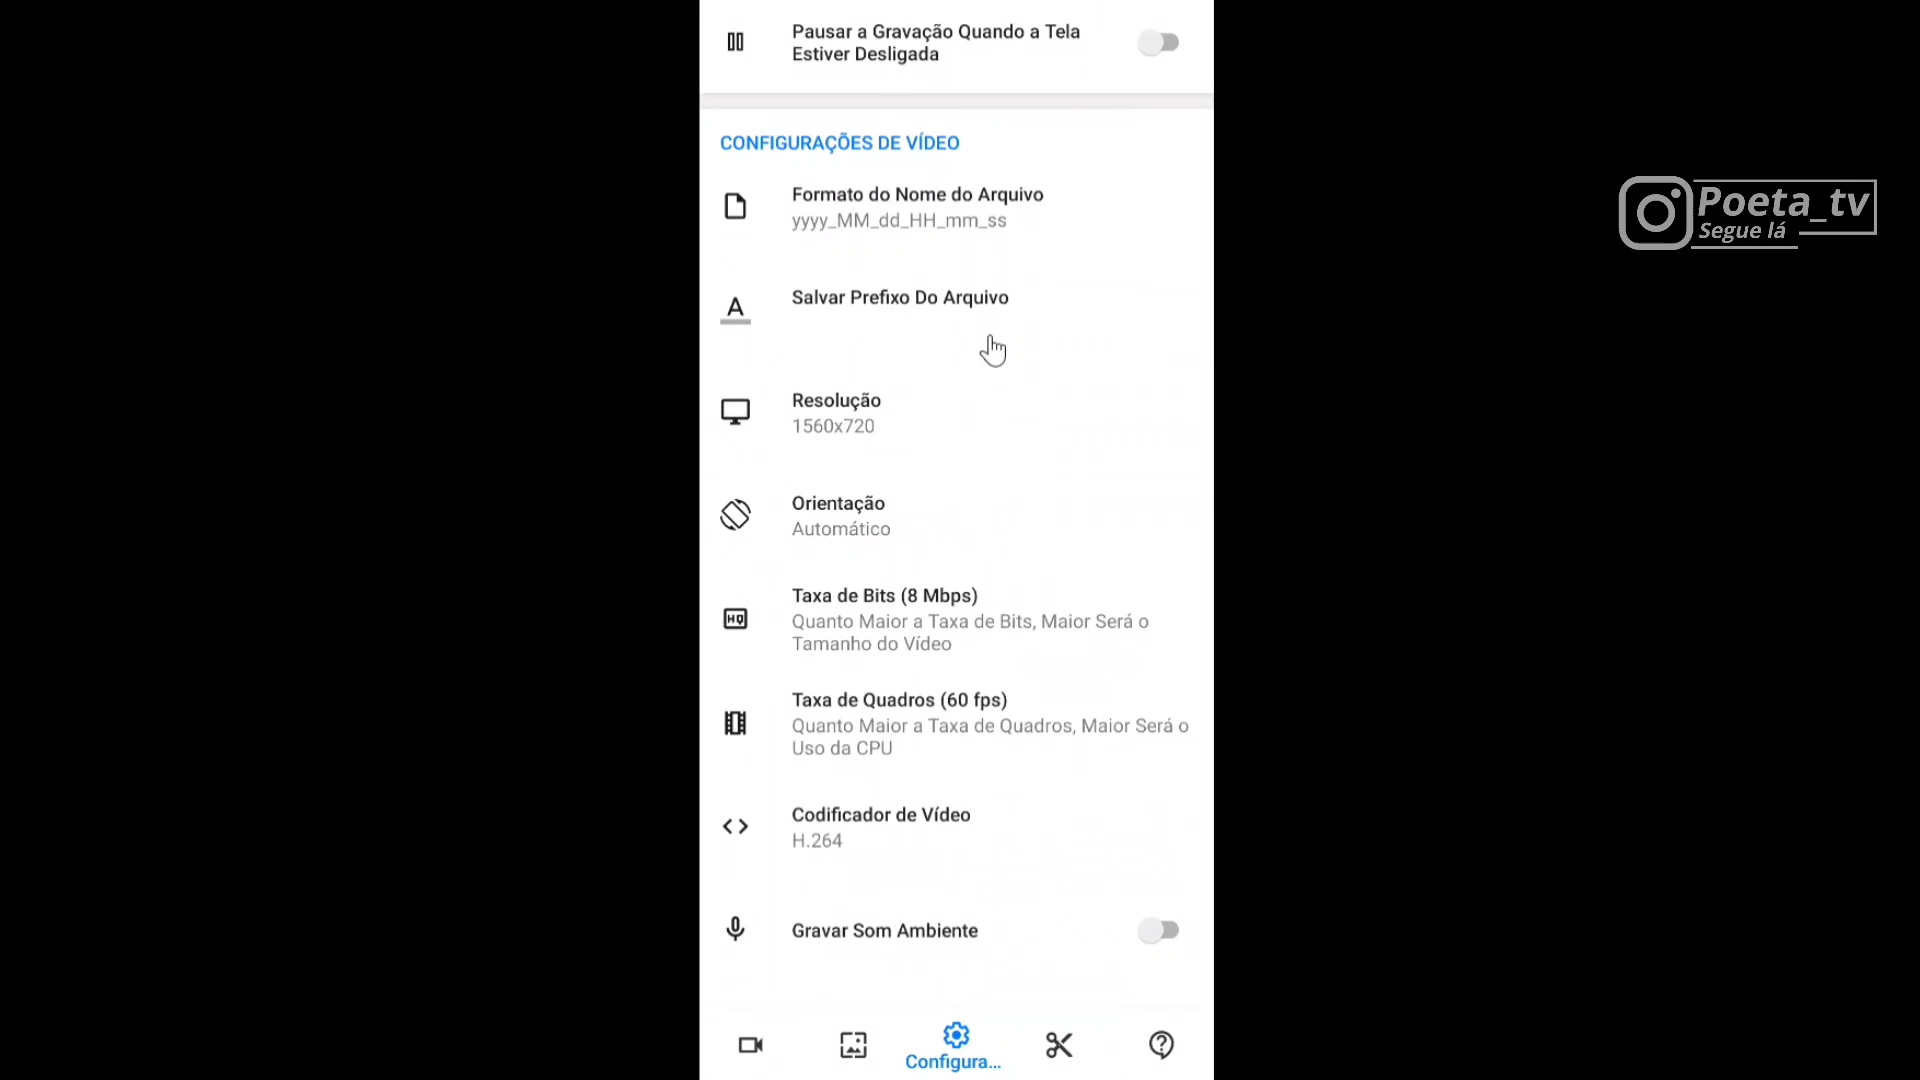 Pausar a Gravação Quando a Tela
Estiver Desligada
CONFIGURAÇÕES DE VÍDEO
Formato do Nome do Arquivo
yyyy_MM_dd_HH_mm_ss
Salvar Prefixo Do Arquivo
A
Resolução
1560x720
Orientação
Automático
Taxa de Bits (8 Mbps)
Quanto Maior a Taxa de Bits, Maior Será o
Tamanho do Vídeo
HQ
Taxa de Quadros (60 fps)
Quanto Maior a Taxa de Quadros, Maior Será o
Uso da CPU
Codificador de Vídeo
H.264
Gravar Som Ambiente
Configura...
Poeta_tv
Segue lá